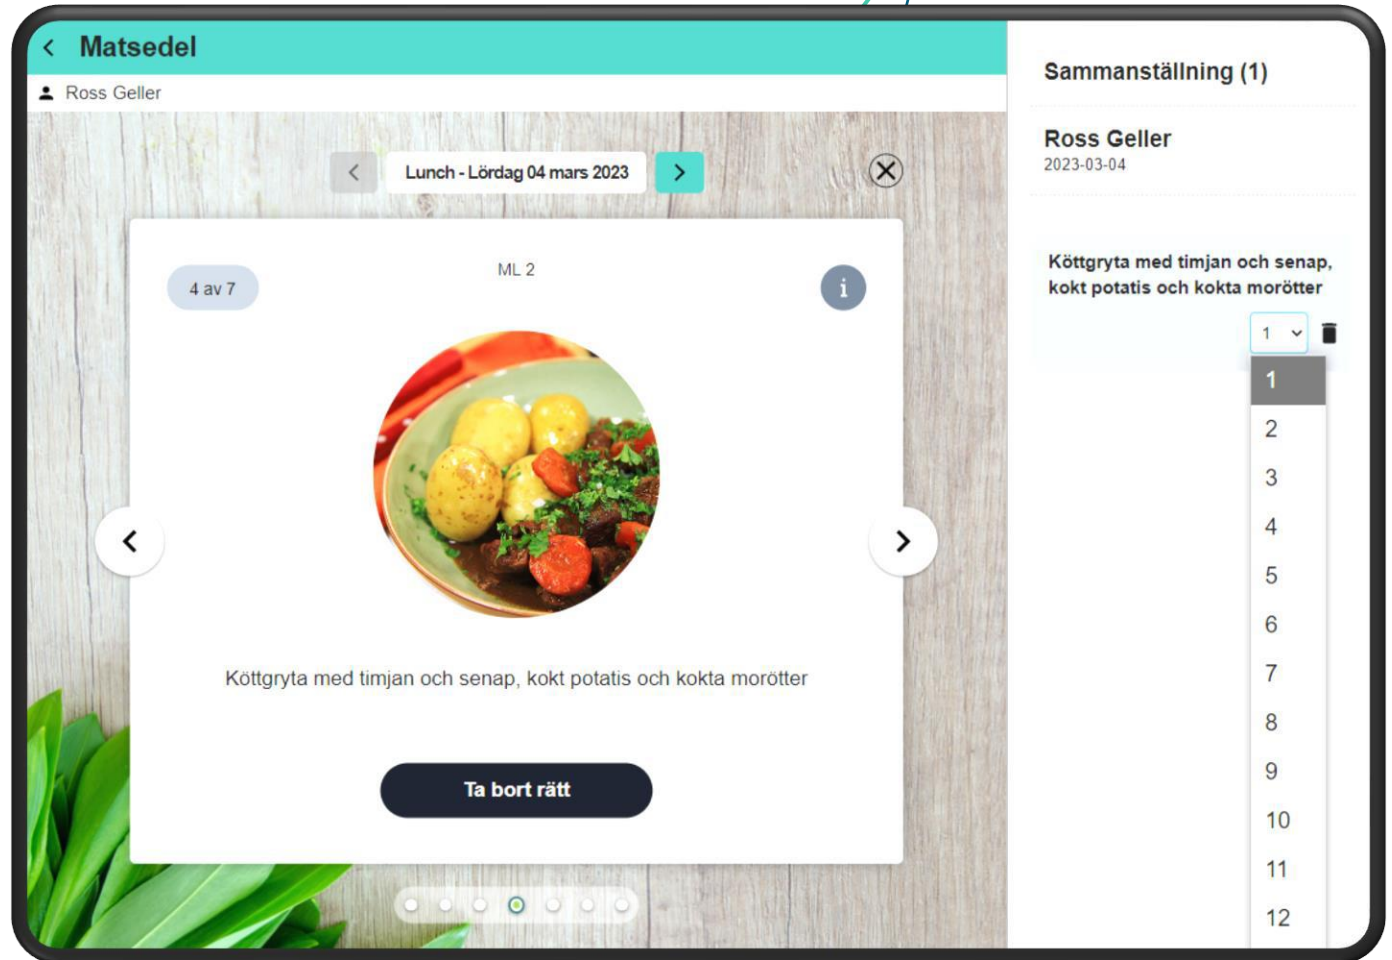 Matsedel
Ross Geller
Lunch - Lördag 04 mars 2023
4 av 7
ML 2
i
Köttgryta med timjan och senap, kokt potatis och kokta morötter
Ta bort rätt
Sammanställning (1)
Ross Geller
2023-03-04
Köttgryta med timjan och senap,
kokt potatis och kokta morötter
1
1
2
3
4
5
6
7
8
9
10
11
12